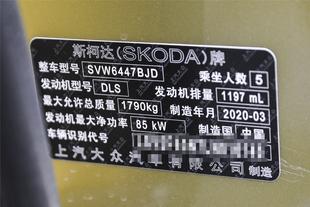 斯柯达(SKODA)牌
整车型号 SVW6447BJD 乘坐人数 5
发动机型号 DLS 发动机排量 1197 mL
最大允许总质量 1790kg 制造年月 2020-03
发动机最大净功率 85 kW 制造国 中国
车辆识别代号
上汽大众汽车有限公司 制造